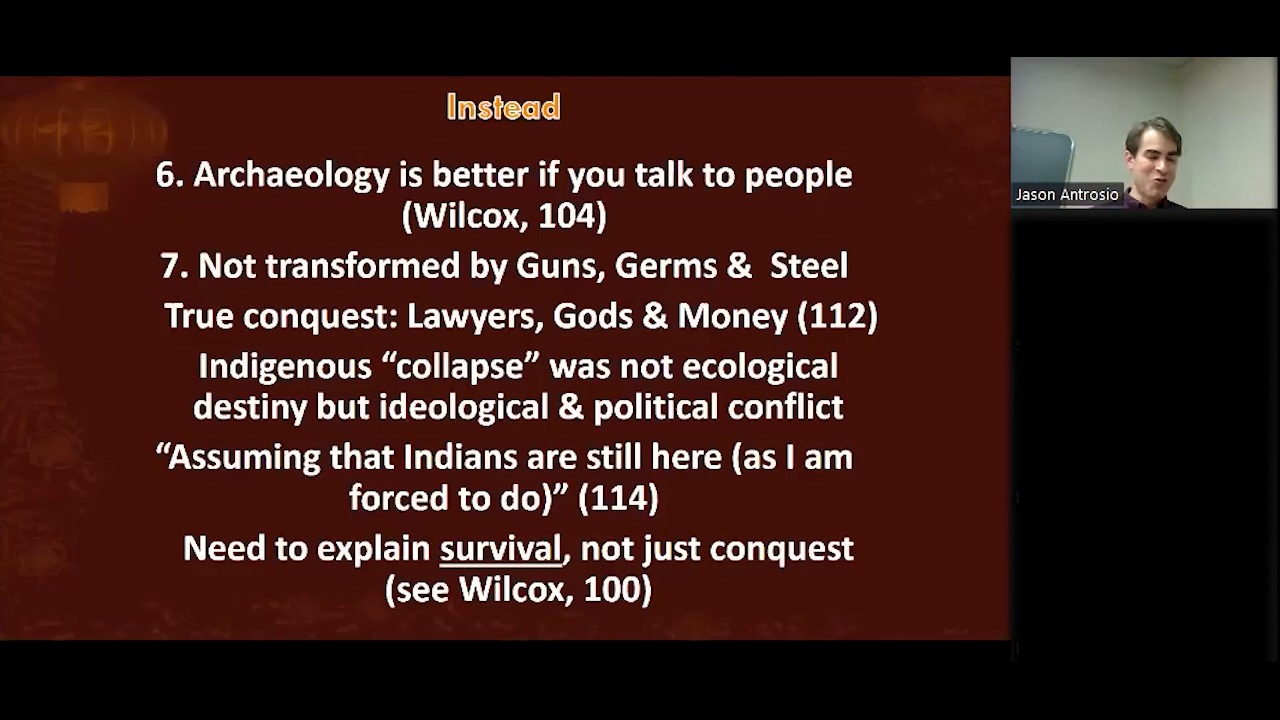 Instead
6. Archaeology is better if you talk to people
(Wilcox, 104)
7. Not transformed by Guns, Germs &  Steel
True conquest: Lawyers, Gods & Money (112)
Indigenous “collapse” was not ecological
destiny but ideological & political conflict
“Assuming that Indians are still here (as I am
forced to do)” (114)
Need to explain survival, not just conquest
(see Wilcox, 100)
Jason Antrosio